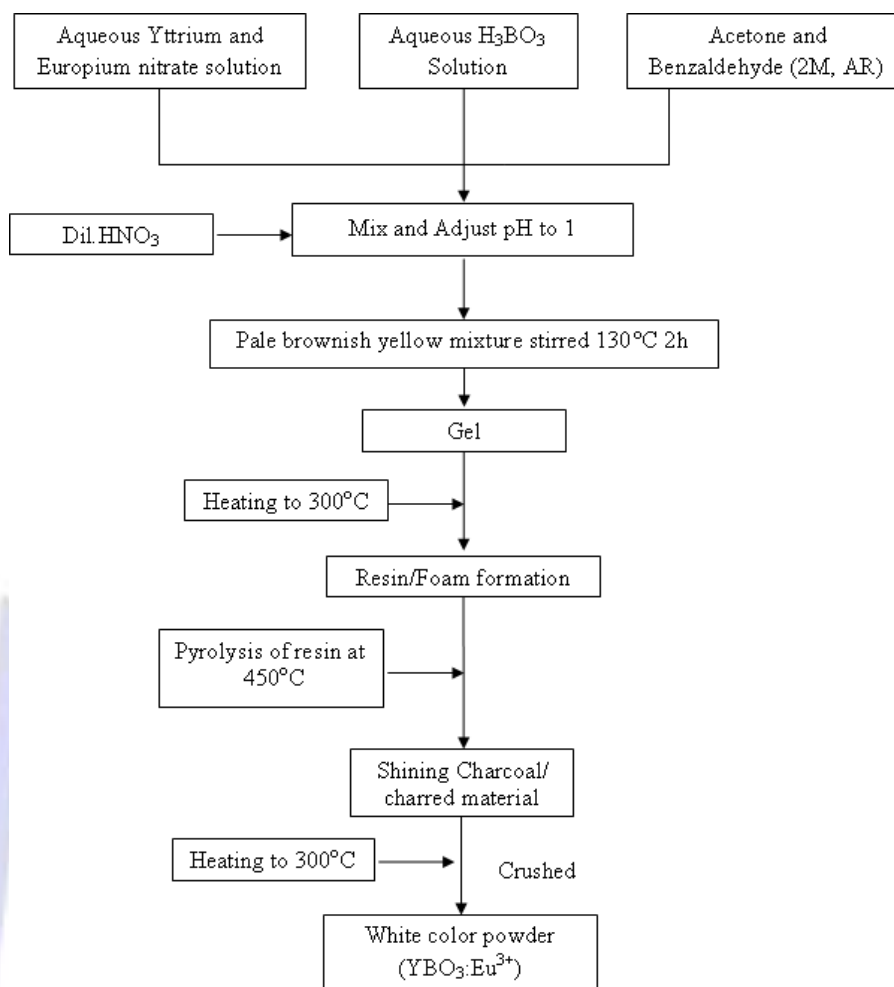 Aqueous Yttrium and
Europium nitrate solution
Aqueous H₃BO₃
Solution
Acetone and
Benzaldehyde (2M, AR)
Dil.HNO₃
Mix and Adjust pH to 1
Pale brownish yellow mixture stirred 130°C 2h
Gel
Heating to 300°C
Resin/Foam formation
Pyrolysis of resin at
450°C
Shining Charcoal/
charred material
Heating to 300°C
Crushed
White color powder
(YBO₃:Eu³⁺)